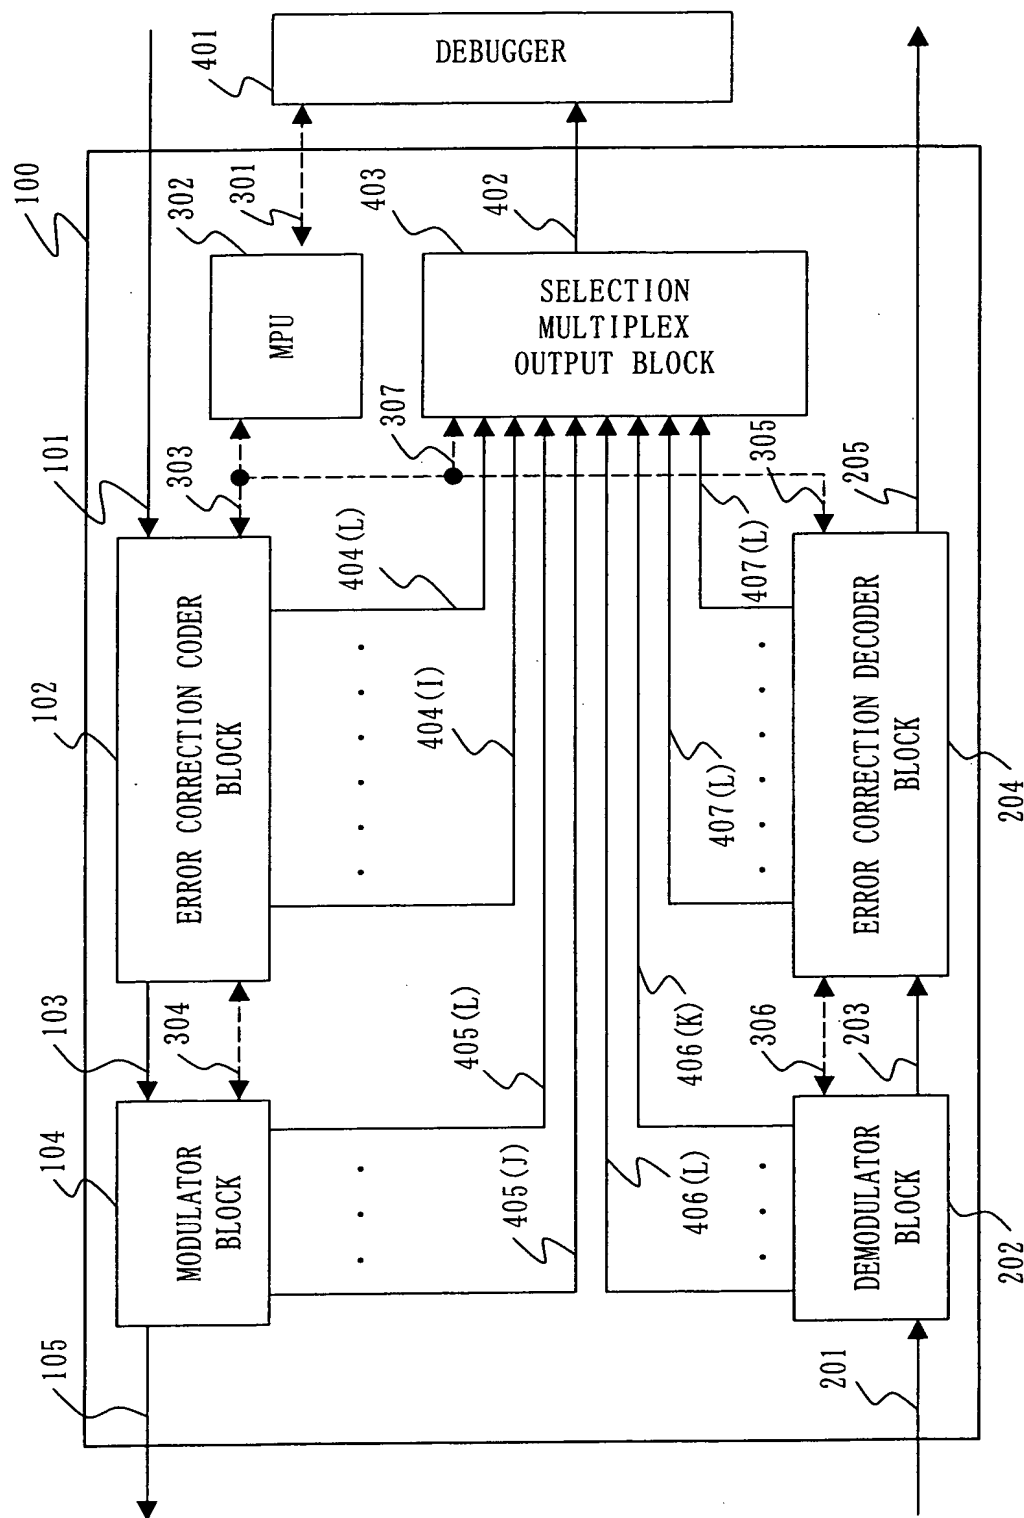 100
101
401
DEBUGGER
301
302
MPU
403
402
SELECTION
MULTIPLEX
OUTPUT BLOCK
303
307
305
205
102
ERROR CORRECTION CODER
BLOCK
404(L)
404(I)
407(L)
407(L)
ERROR CORRECTION DECODER
BLOCK
204
103
304
405(L)
406(K)
306
203
104
MODULATOR
BLOCK
405(J)
406(L)
DEMODULATOR
BLOCK
202
105
201